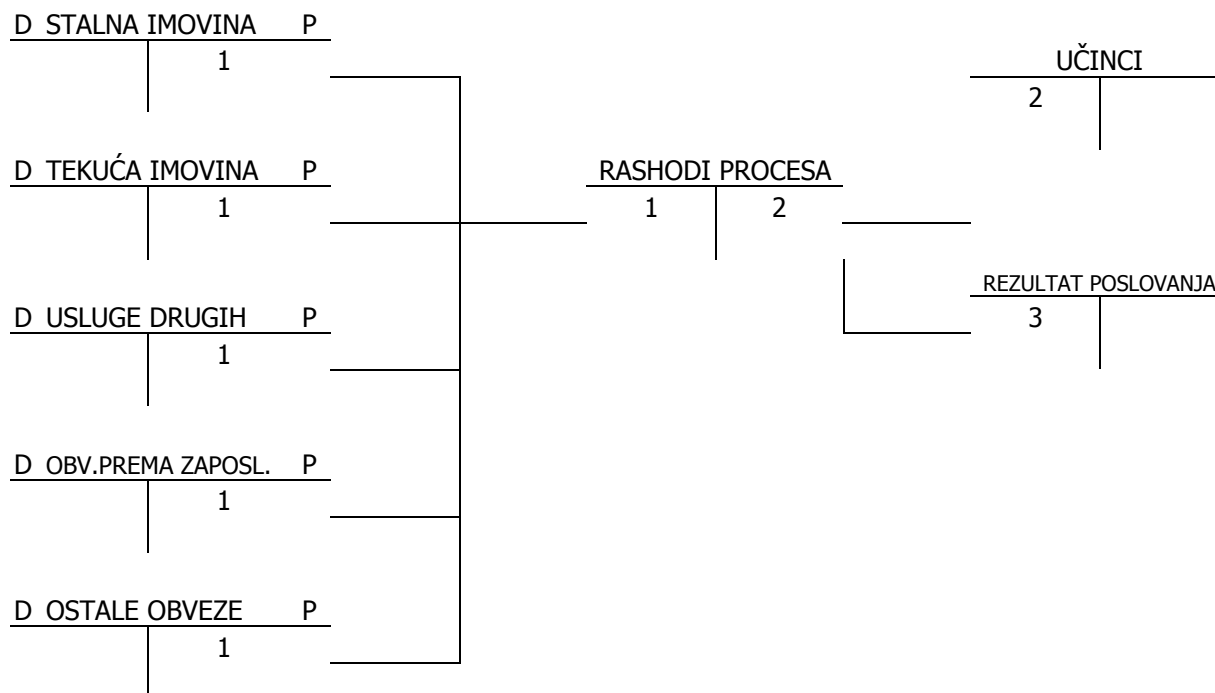 D STALNA IMOVINA P
1
UČINCI
2
D TEKUĆA IMOVINA P
1
RASHODI PROCESA
1 2
D USLUGE DRUGIH P
1
REZULTAT POSLOVANJA
3
D OBV.PREMA ZAPOSL. P
1
D OSTALE OBVEZE P
1